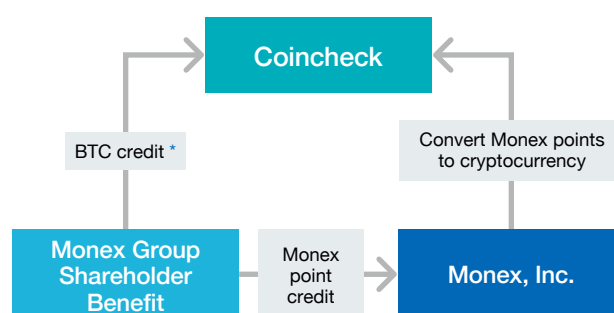 Coincheck
BTC credit *
Convert Monex points
to cryptocurrency
Monex Group
Shareholder
Benefit
Monex
point
credit
Monex, Inc.